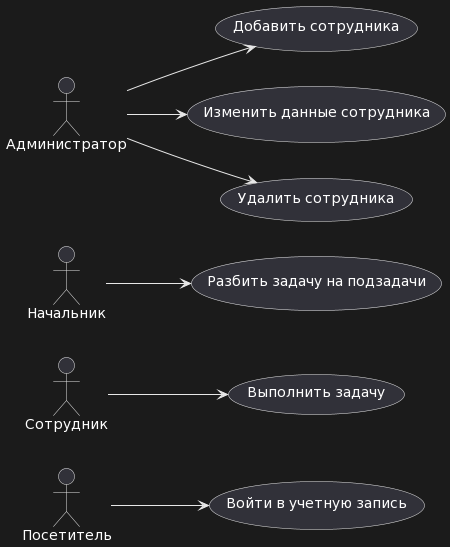 Добавить сотрудника
Изменить данные сотрудника
Администратор
Удалить сотрудника
Разбить задачу на подзадачи
Начальник
Выполнить задачу
Сотрудник
Войти в учетную запись
Посетитель